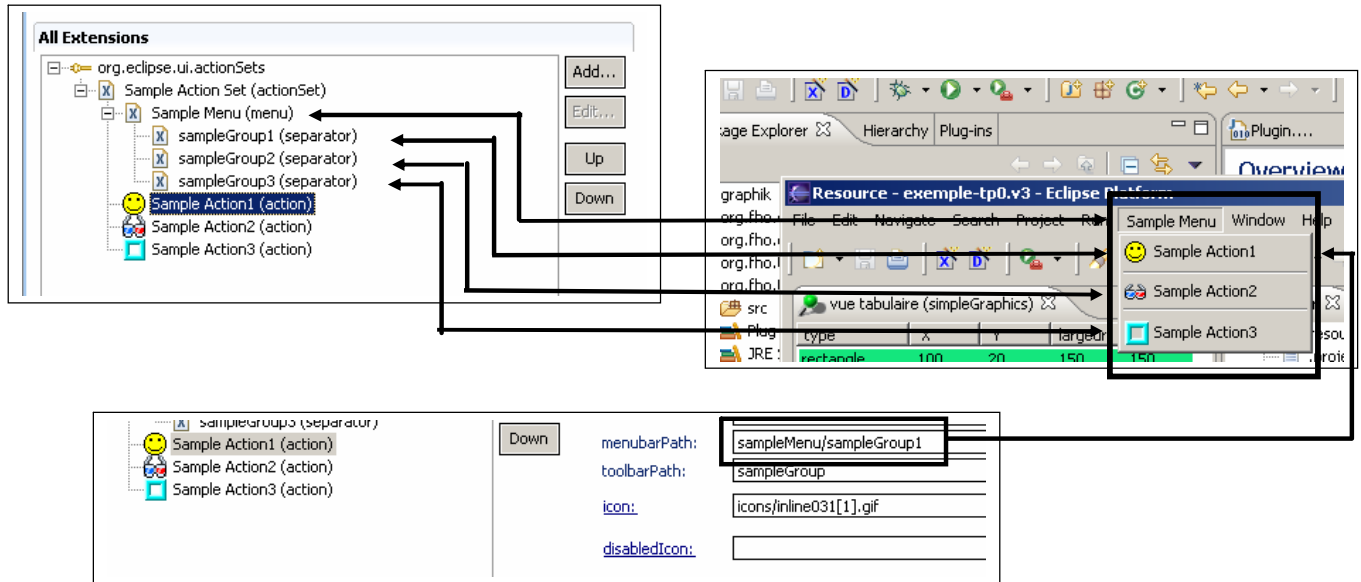 All Extensions
org.eclipse.ui.actionSets
Sample Action Set (actionSet)
Sample Menu (menu)
sampleGroup1 (separator)
sampleGroup2 (separator)
sampleGroup3 (separator)
Sample Action1 (action)
Sample Action2 (action)
Sample Action3 (action)
Add...
Edit...
Up
Down
kage Explorer
Hierarchy
Plug-ins
Plugin....
Overview
graphik
org.fho.
org.fho.
org.fho.
org.fho.
src
Plug
JRE
Resource - exemple-tp0.v3 - Eclipse Platform
File Edit Navigate Search Project Run Sample Menu Window Help
Sample Action1
Sample Action2
Sample Action3
vue tabulaire (simpleGraphics)
type X Y largeur
rectangle 100 20 150 150
sampleGroup3 (separator)
Sample Action1 (action)
Sample Action2 (action)
Sample Action3 (action)
Down
menubarPath: sampleMenu/sampleGroup1
toolbarPath: sampleGroup
icon: icons/inline031[1].gif
disabledIcon: